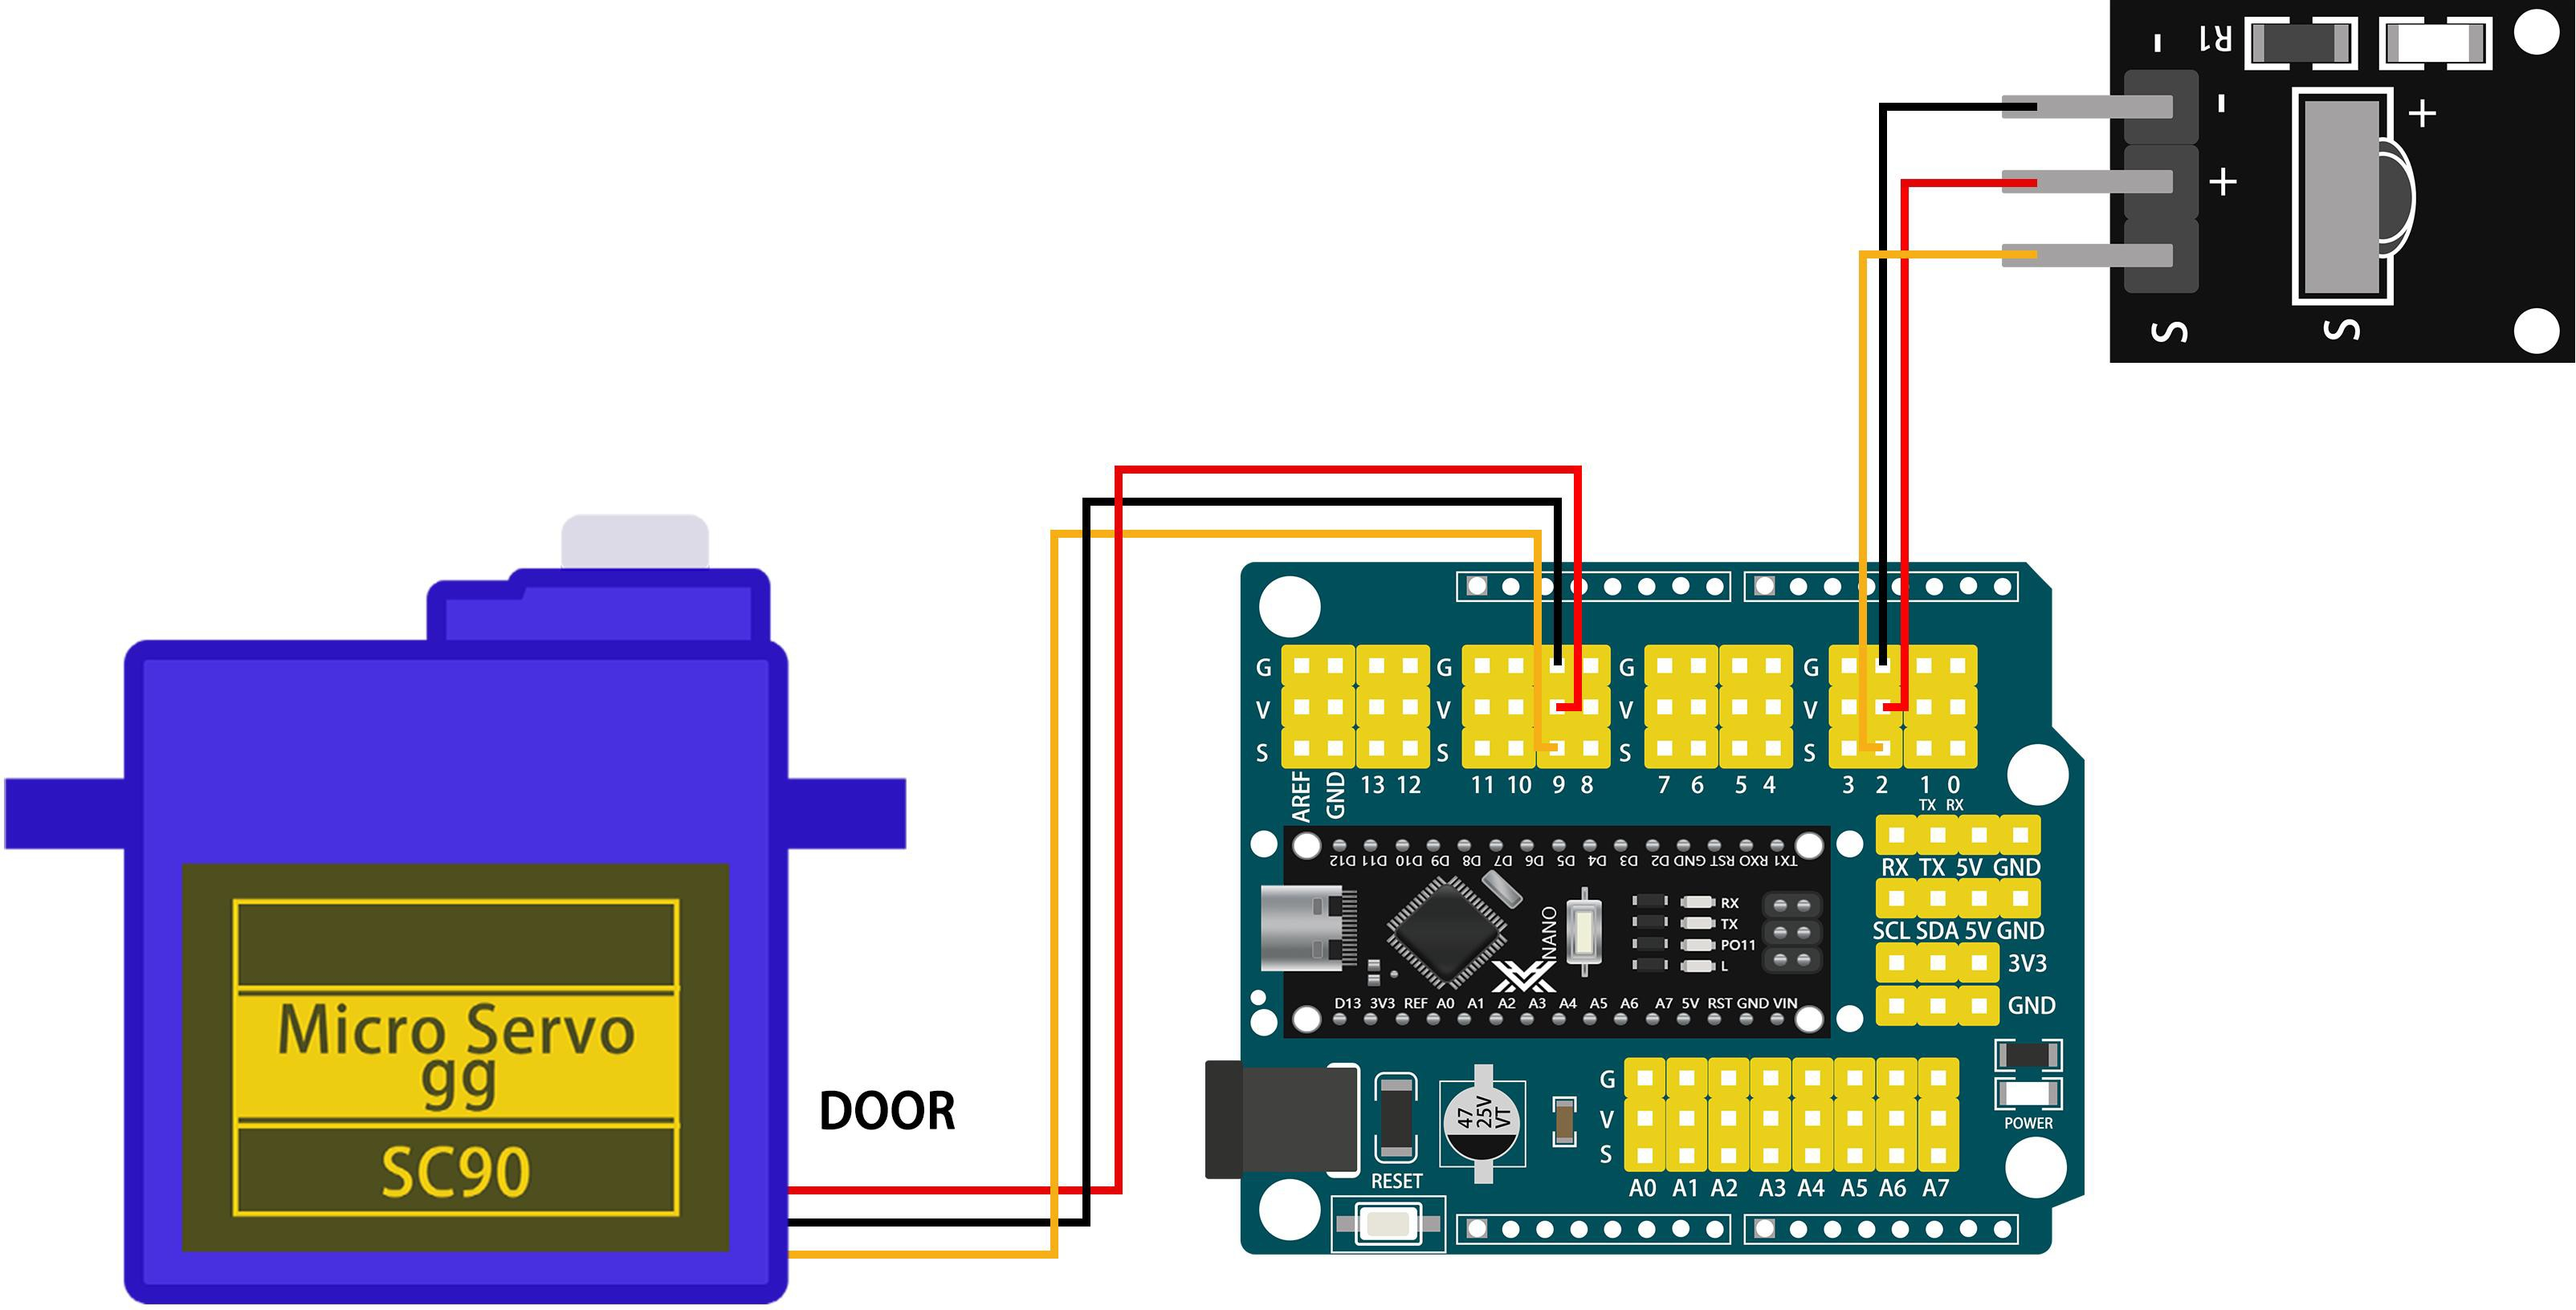 - R1
-
+
+
S S
G G G G
V V V V
S S S S
AREF GND 13 12 11 10 9 8 7 6 5 4 3 2 1 0
TX RX
D12 D11 D10 D9 D8 D7 D6 D5 D4 D3 D2 GND RST RX0 TX1
RX TX 5V GND
NANO
RX
TX
PO11
L
SCL SDA 5V GND
3V3
D13 3V3 REF A0 A1 A2 A3 A4 A5 A6 A7 5V RST GND VIN
GND
Micro Servo
gg
SC90
DOOR
47
25V
VT
RESET
G
V
S
A0 A1 A2 A3 A4 A5 A6 A7
POWER